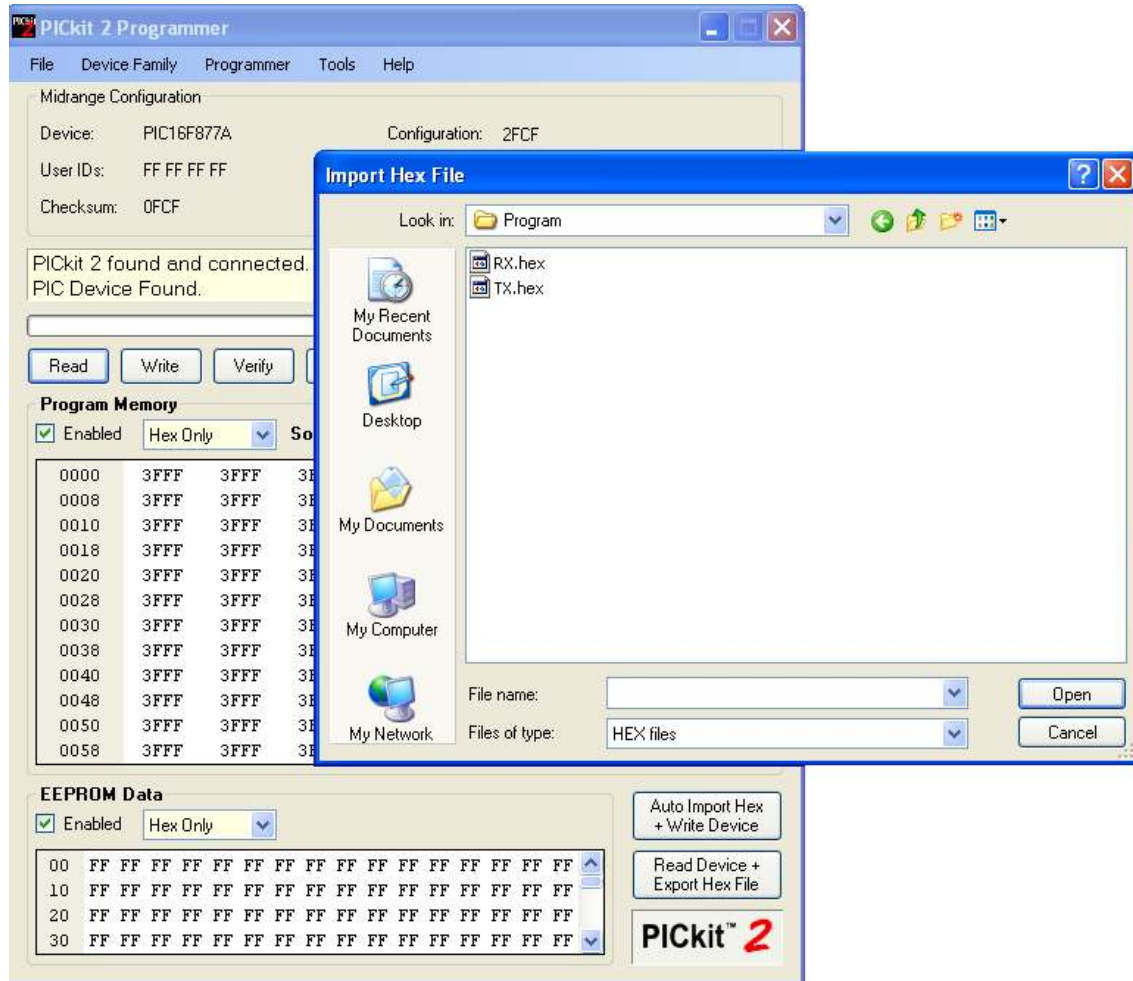 PICkit 2 Programmer
File Device Family Programmer Tools Help
Midrange Configuration
Device: PIC16F877A Configuration: 2FCF
User IDs: FF FF FF FF
Checksum: 0FCF
PICkit 2 found and connected.
PIC Device Found.
Read Write Verify
Program Memory
Enabled Hex Only So
0000 3FFF 3FFF
0008 3FFF 3FFF
0010 3FFF 3FFF
0018 3FFF 3FFF
0020 3FFF 3FFF
0028 3FFF 3FFF
0030 3FFF 3FFF
0038 3FFF 3FFF
0040 3FFF 3FFF
0048 3FFF 3FFF
0050 3FFF 3FFF
0058 3FFF 3FFF
Import Hex File
Look in: Program
RX.hex
TX.hex
My Recent
Documents
Desktop
My Documents
My Computer
My Network
File name: Open
Files of type: HEX files Cancel
EEPROM Data
Enabled Hex Only
00 FF FF FF FF FF FF FF FF FF FF FF FF FF FF FF FF
10 FF FF FF FF FF FF FF FF FF FF FF FF FF FF FF FF
20 FF FF FF FF FF FF FF FF FF FF FF FF FF FF FF FF
30 FF FF FF FF FF FF FF FF FF FF FF FF FF FF FF FF
Auto Import Hex
+ Write Device
Read Device +
Export Hex File
PICkit™ 2